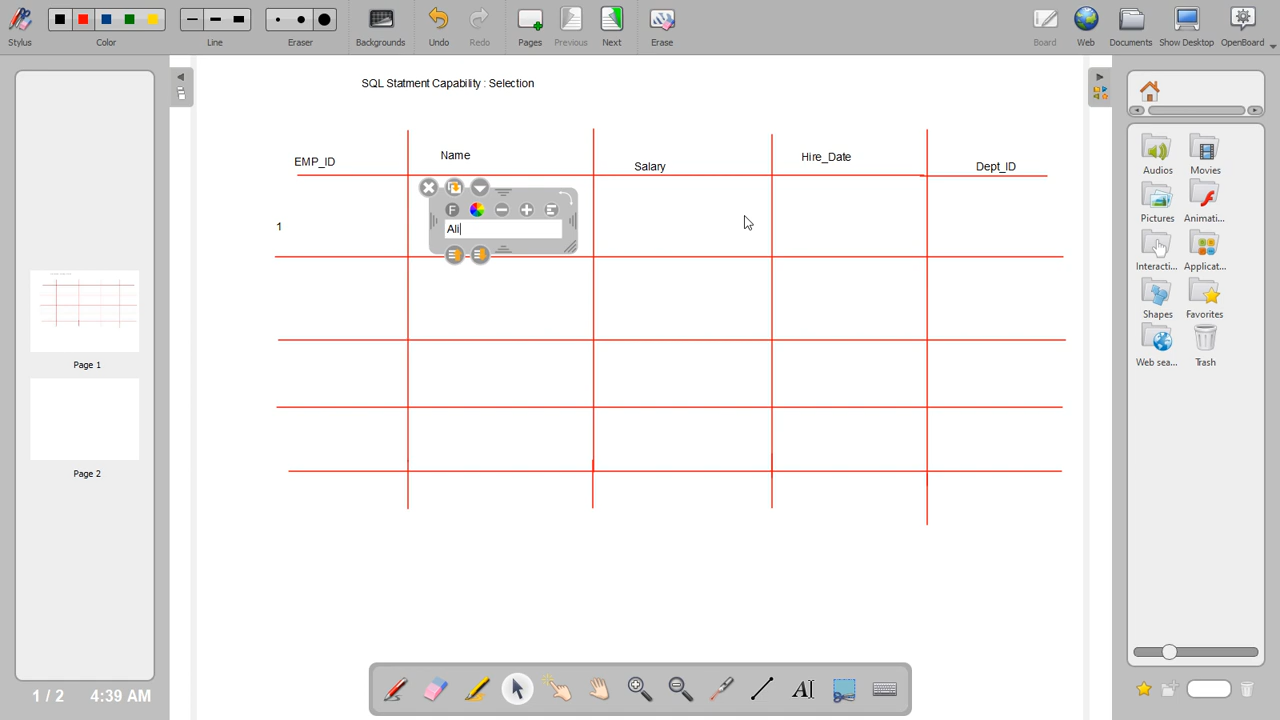 Stylus
Color
Line
Eraser
Backgrounds
Undo
Redo
Pages
Previous
Next
Erase
Board
Web
Documents
Show Desktop
OpenBoard
SQL Statment Capability : Selection
EMP_ID
Name
Salary
Hire_Date
Dept_ID
1
F
Ali
Page 1
Page 2
Audios
Movies
Pictures
Animati...
Interacti...
Applicat...
Shapes
Favorites
Web sea...
Trash
1 / 2
4:39 AM